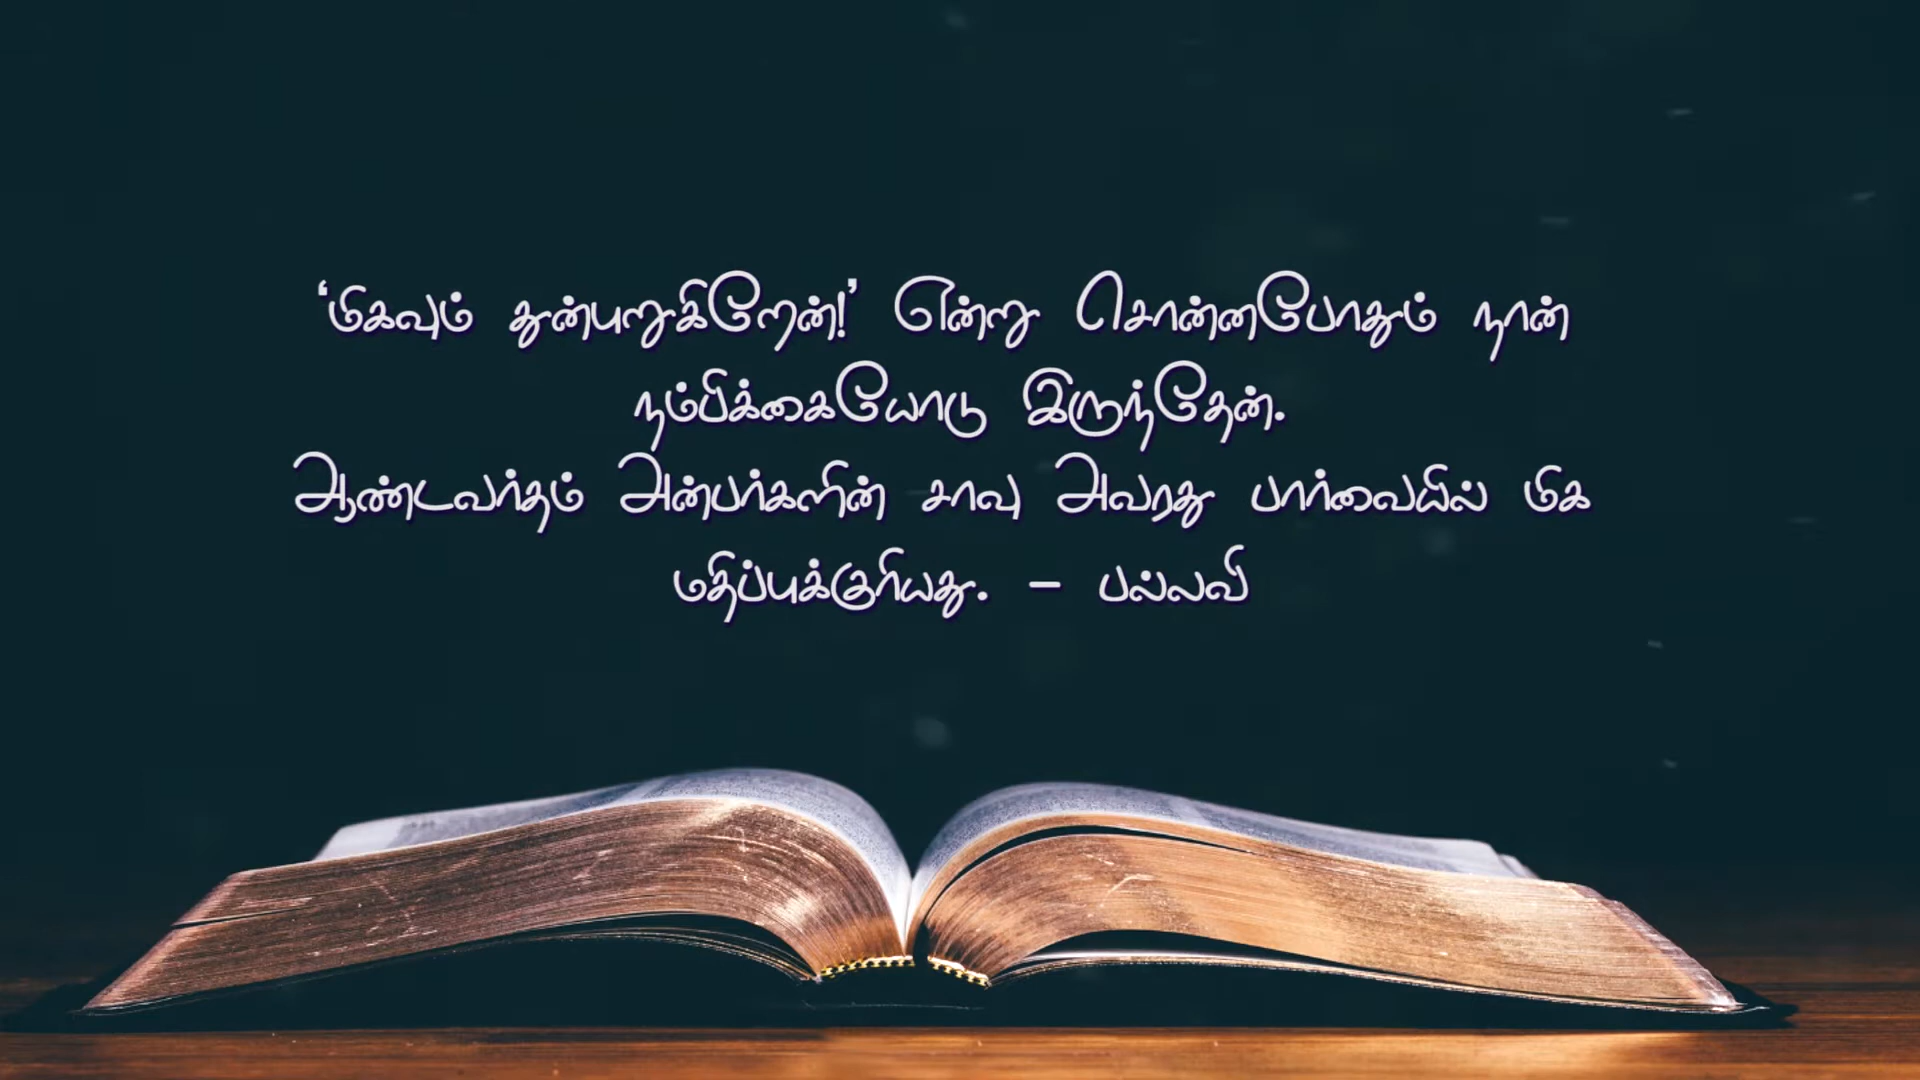 ‘மிகவும் துன்புறுகிறேன்!’ என்று சொன்னபோதும் நான்
நம்பிக்கையோடு இருந்தேன்.
ஆண்டவர்தம் அன்பர்களின் சாவு அவரது பார்வையில் மிக
மதிப்புக்குரியது. – பல்லவி